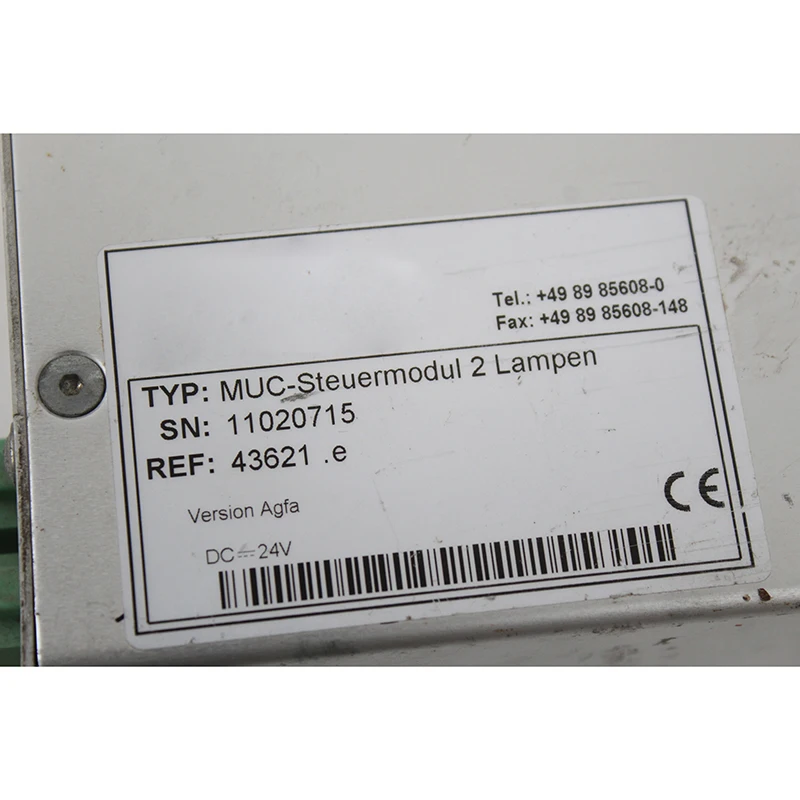 Tel.: +49 89 85608-0
Fax: +49 89 85608-148
TYP: MUC-Steuermodul 2 Lampen
SN: 11020715
REF: 43621 .e
Version Agfa
CE
DC⎓24V